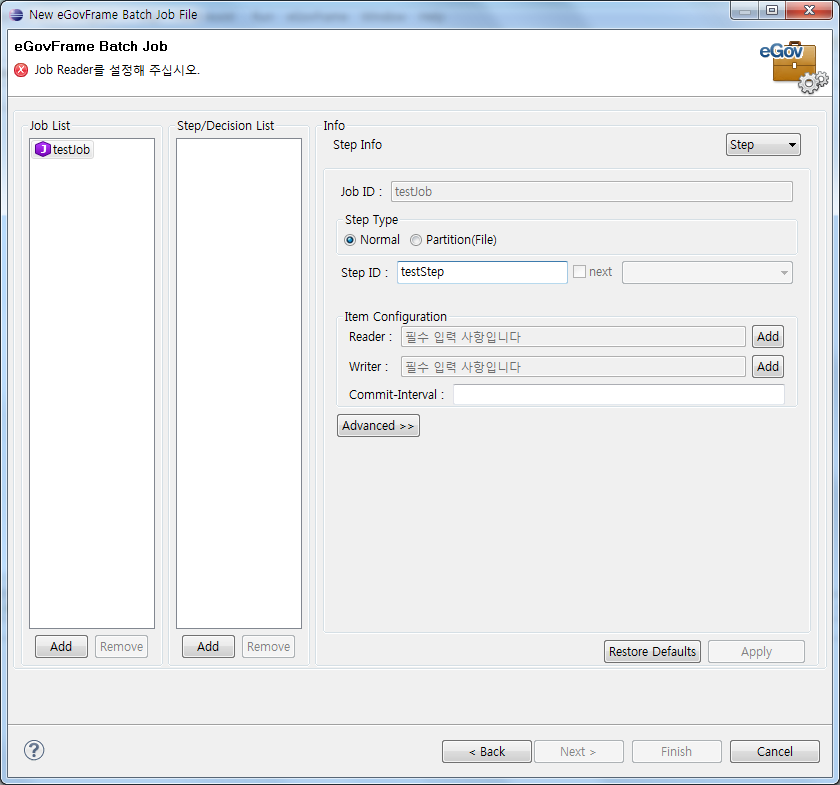 New eGovFrame Batch Job File
eGovFrame Batch Job
Job Reader를 설정해 주십시오.
eGov
Job List
testJob
Add
Remove
Step/Decision List
Add
Remove
Info
Step Info
Step
Job ID :
testJob
Step Type
Normal
Partition(File)
Step ID :
testStep
next
Item Configuration
Reader :
필수 입력 사항입니다
Add
Writer :
필수 입력 사항입니다
Add
Commit-Interval :
Advanced >>
Restore Defaults
Apply
?
< Back
Next >
Finish
Cancel